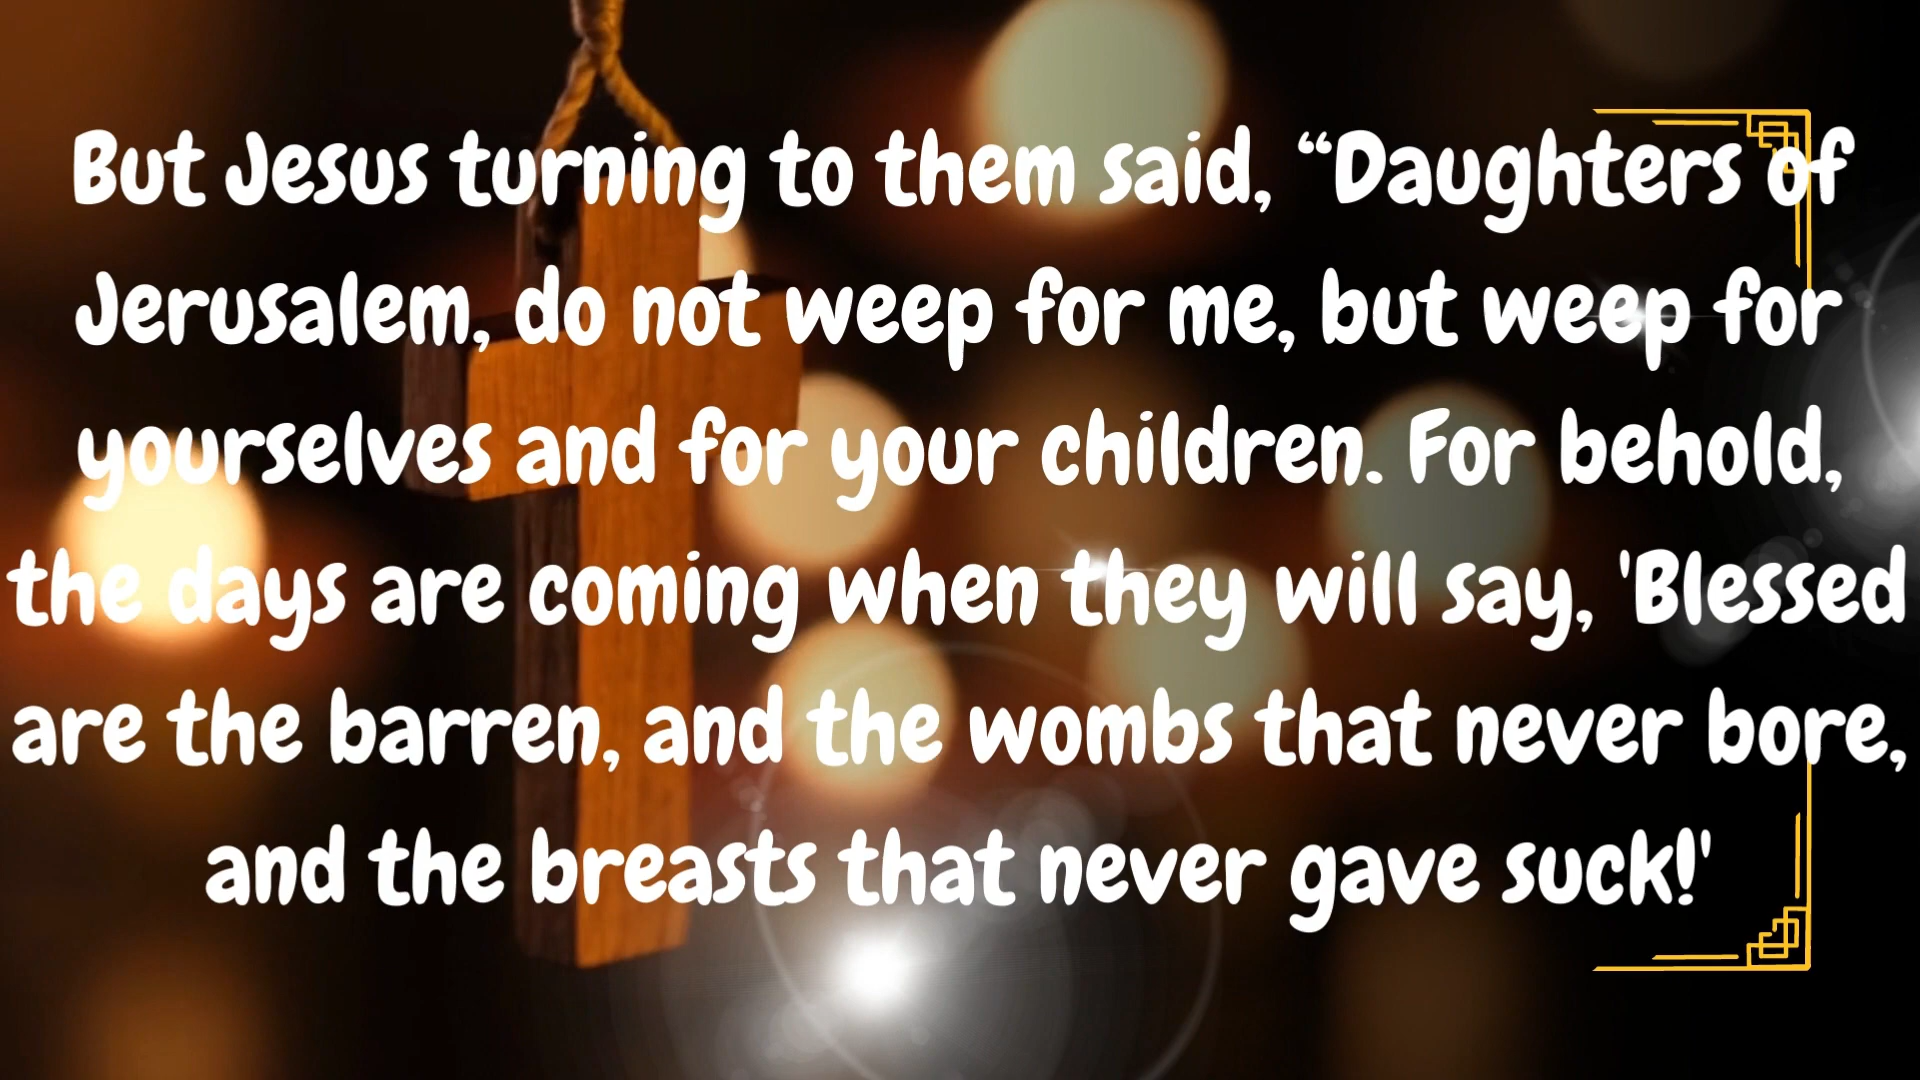 But Jesus turning to them said, “Daughters of
Jerusalem, do not weep for me, but weep for
yourselves and for your children. For behold,
the days are coming when they will say, 'Blessed
are the barren, and the wombs that never bore,
and the breasts that never gave suck!'